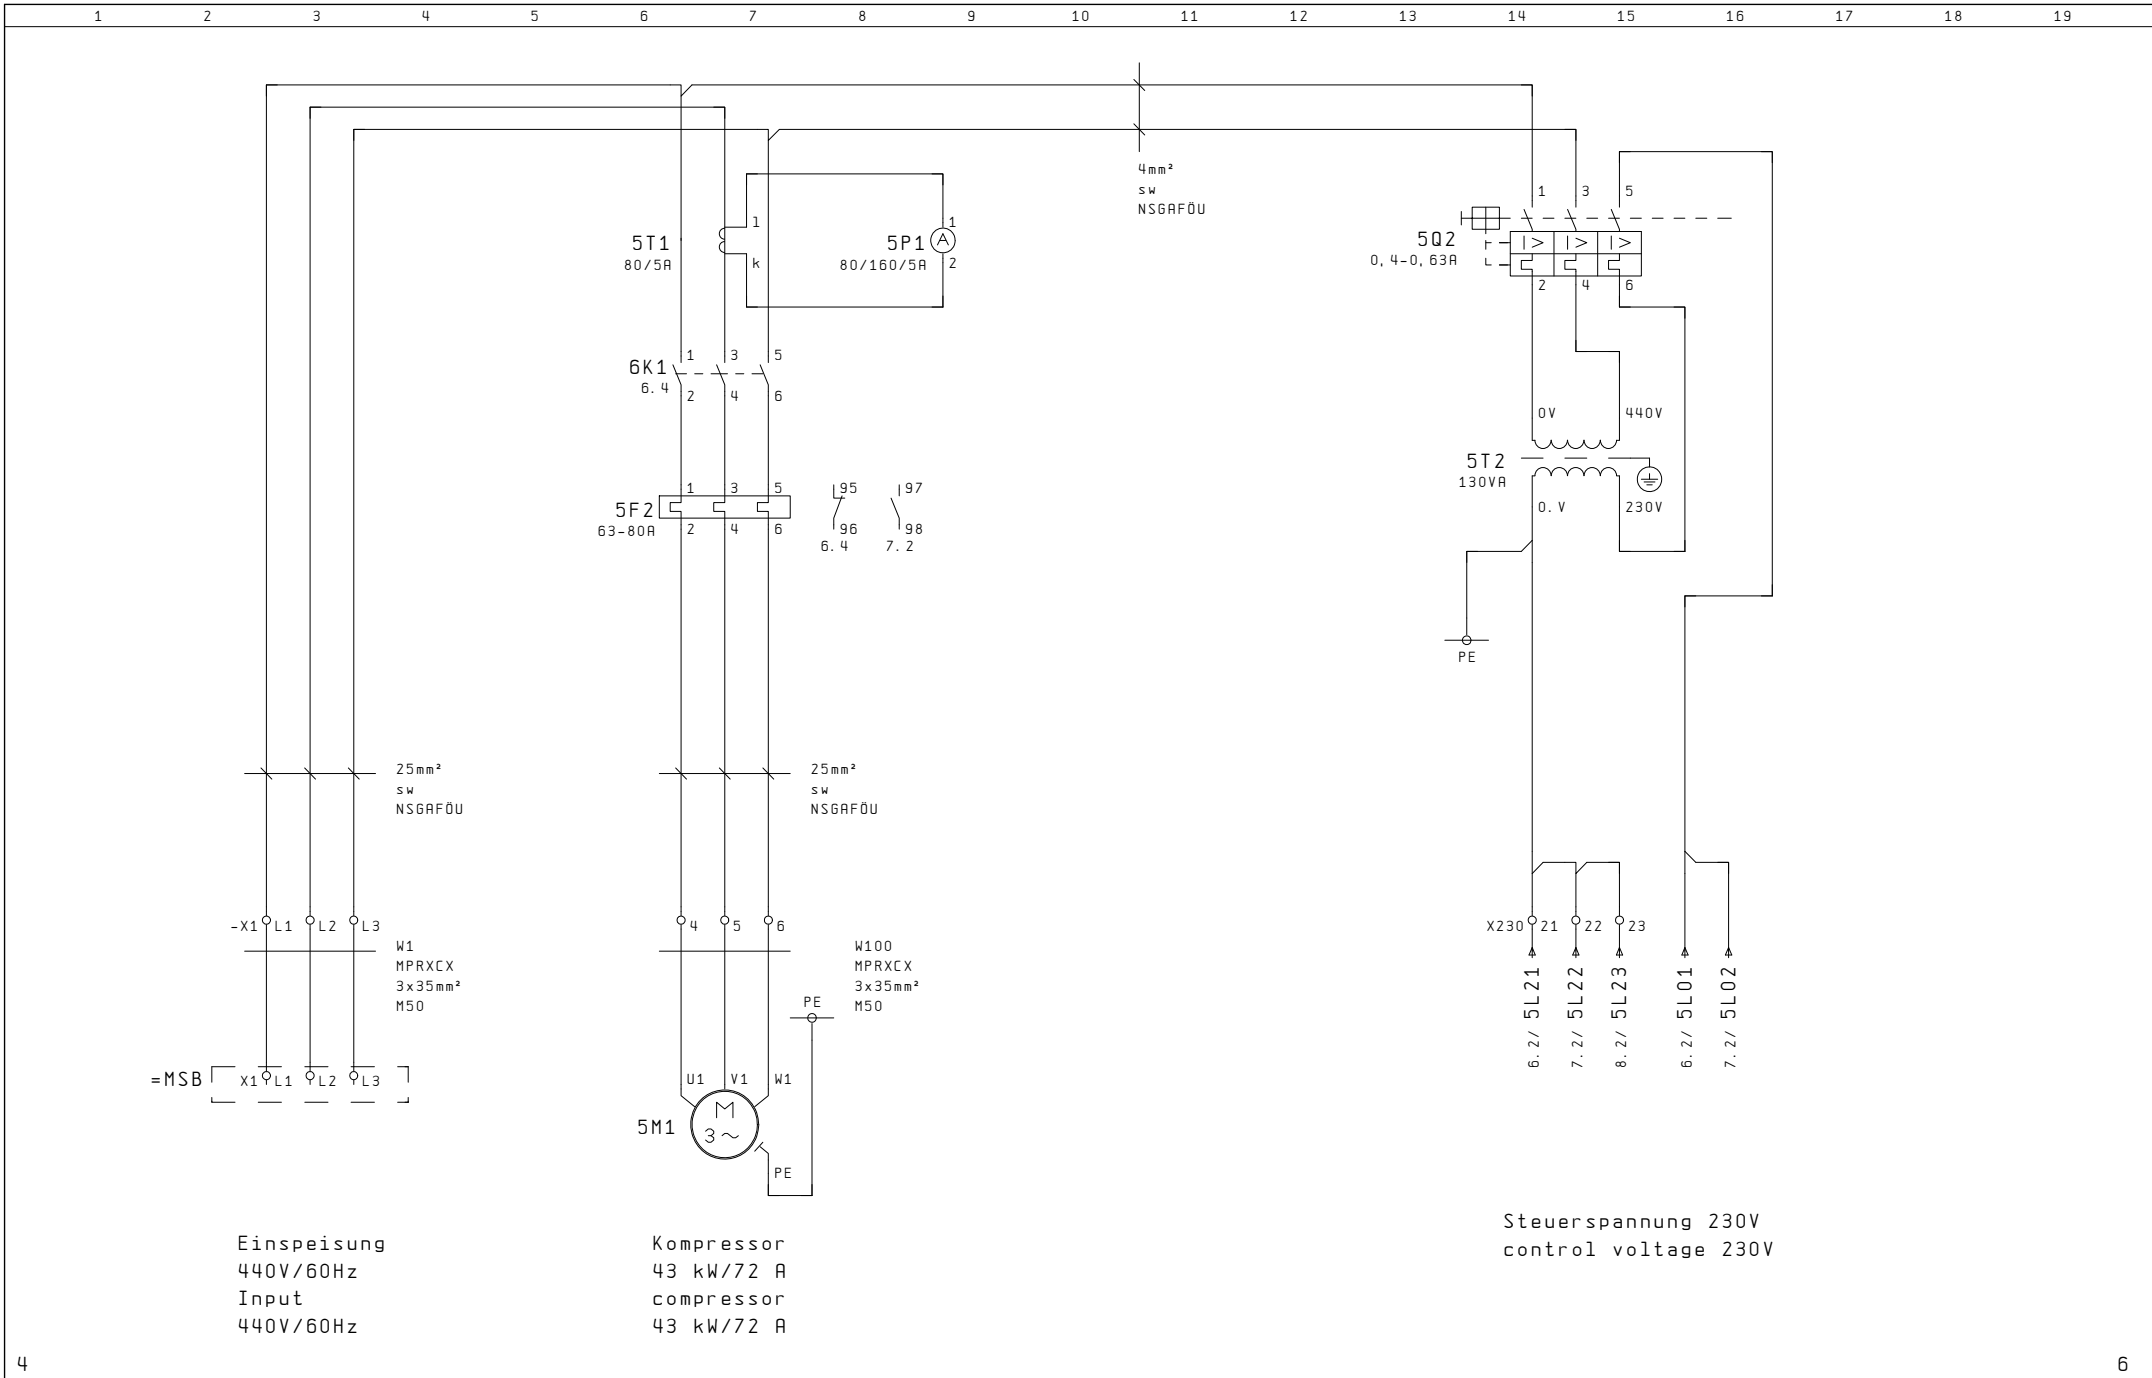 1 2 3 4 5 6 7 8 9 10 11 12 13 14 15 16 17 18 19
4mm²
sw
NSGAFÖU
5T1
80/5A
l
k
5P1
80/160/5A
A
1
2
5Q2
0,4-0,63A
1 3 5
I> I> I>
2 4 6
6K1
6.4
1 3 5
2 4 6
0V 440V
5T2
130VA
0.V 230V
5F2
63-80A
1 3 5
2 4 6
95
96
6.4
97
98
7.2
PE
25mm²
sw
NSGAFÖU
25mm²
sw
NSGAFÖU
-X1 L1 L2 L3
W1
MPRXCX
3x35mm²
M50
4 5 6
W100
MPRXCX
3x35mm²
M50
PE
X230 21 22 23
6.2/ 5L21
7.2/ 5L22
8.2/ 5L23
6.2/ 5L01
7.2/ 5L02
=MSB X1 L1 L2 L3
U1 V1 W1
5M1
M
3~
PE
Einspeisung
440V/60Hz
Input
440V/60Hz
Kompressor
43 kW/72 A
compressor
43 kW/72 A
Steuerspannung 230V
control voltage 230V
4
6